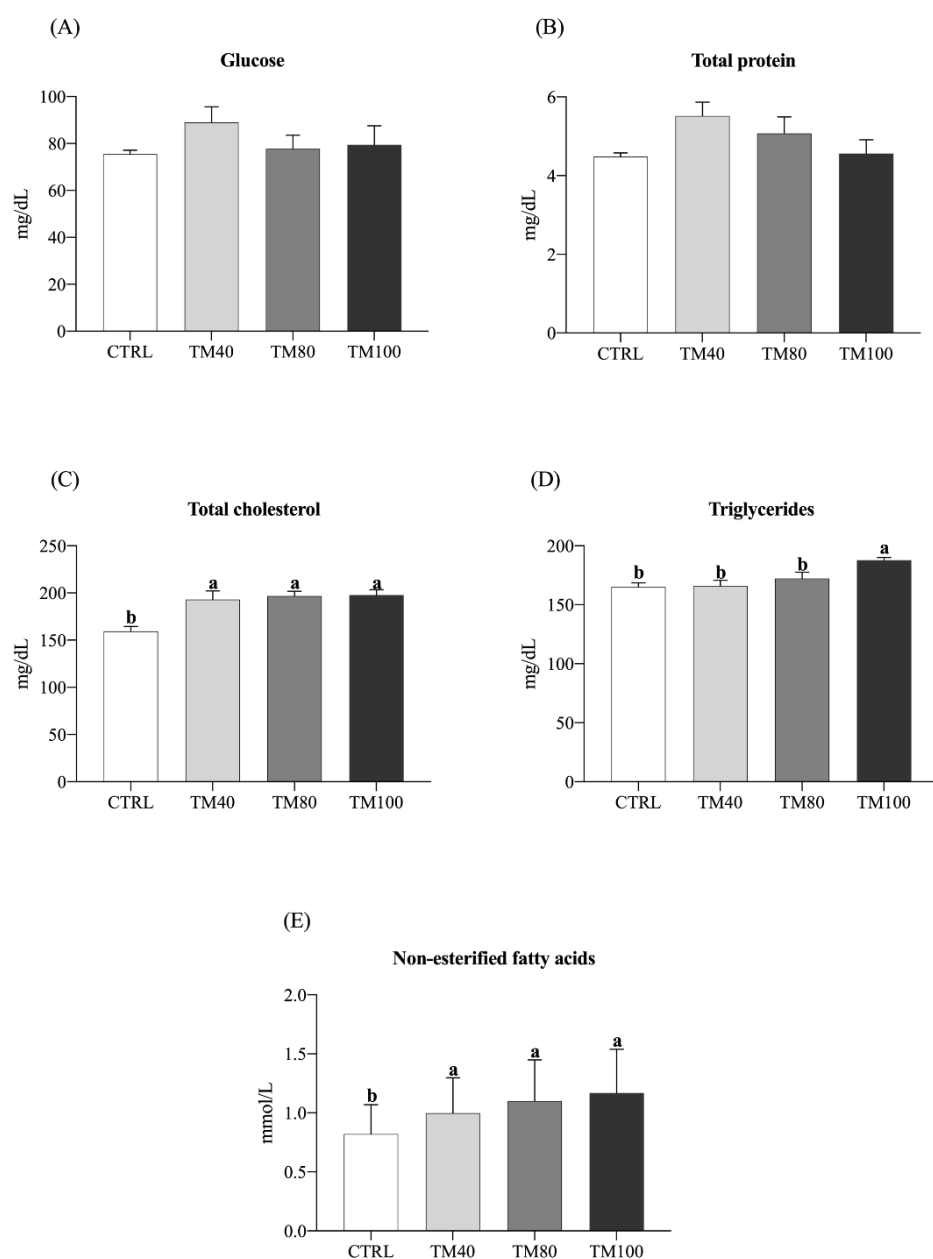 (A)
Glucose
100
80
60
40
20
0
mg/dL
CTRL TM40 TM80 TM100
(B)
Total protein
6
4
2
0
mg/dL
CTRL TM40 TM80 TM100
(C)
Total cholesterol
250
200
150
100
50
0
mg/dL
b a a a
CTRL TM40 TM80 TM100
(D)
Triglycerides
200
150
100
50
0
mg/dL
b b b a
CTRL TM40 TM80 TM100
(E)
Non-esterified fatty acids
2.0
1.5
1.0
0.5
0.0
mmol/L
b a a a
CTRL TM40 TM80 TM100